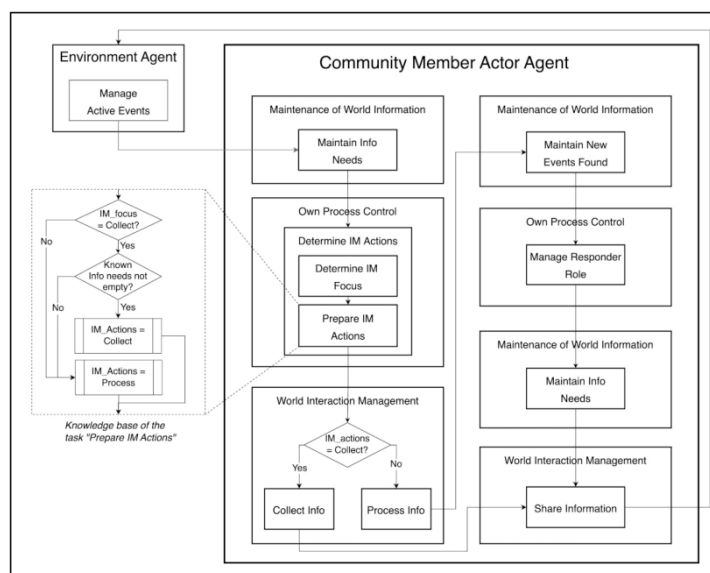 Environment Agent
Manage
Active Events
Community Member Actor Agent
Maintenance of World Information
Maintain Info
Needs
Own Process Control
Determine IM Actions
Determine IM
Focus
Prepare IM
Actions
World Interaction Management
IM_actions
= Collect?
Yes
No
Collect Info
Process Info
Maintenance of World Information
Maintain New
Events Found
Own Process Control
Manage Responder
Role
Maintenance of World Information
Maintain Info
Needs
World Interaction Management
Share Information
IM_focus
= Collect?
No
Yes
Known
Info needs not
empty?
No
Yes
IM_Actions =
Collect
IM_Actions =
Process
Knowledge base of the
task "Prepare IM Actions"